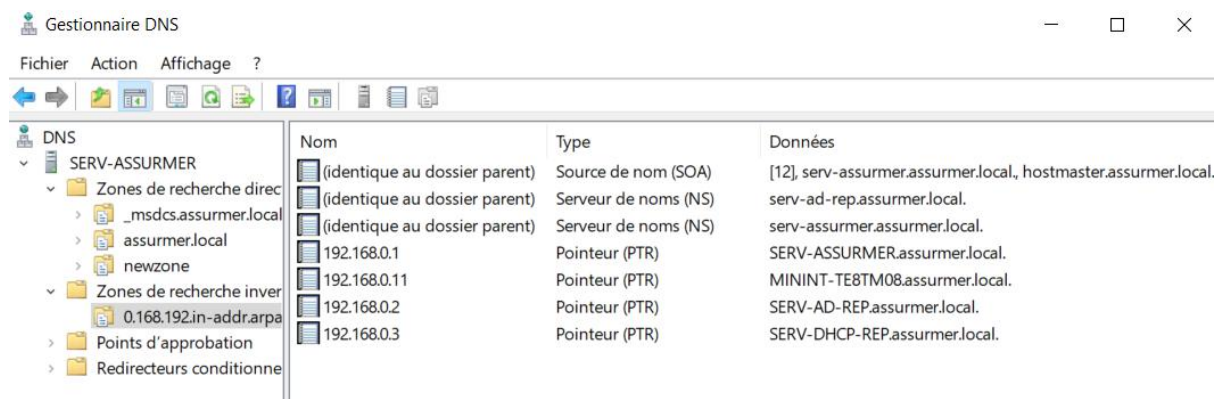 Gestionnaire DNS
Fichier Action Affichage ?
DNS
SERV-ASSURMER
Zones de recherche direc
_msdcs.assurmer.local
assurmer.local
newzone
Zones de recherche inver
0.168.192.in-addr.arpa
Points d'approbation
Redirecteurs conditionne
Nom Type Données
(identique au dossier parent) Source de nom (SOA) [12], serv-assurmer.assurmer.local., hostmaster.assurmer.local.
(identique au dossier parent) Serveur de noms (NS) serv-ad-rep.assurmer.local.
(identique au dossier parent) Serveur de noms (NS) serv-assurmer.assurmer.local.
192.168.0.1 Pointeur (PTR) SERV-ASSURMER.assurmer.local.
192.168.0.11 Pointeur (PTR) MININT-TE8TM08.assurmer.local.
192.168.0.2 Pointeur (PTR) SERV-AD-REP.assurmer.local.
192.168.0.3 Pointeur (PTR) SERV-DHCP-REP.assurmer.local.